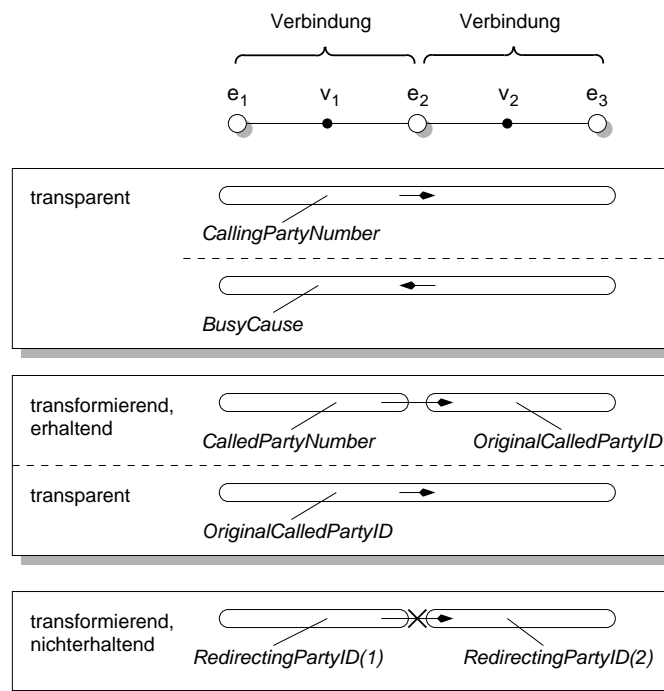 Verbindung Verbindung
e1 v1 e2 v2 e3
transparent
CallingPartyNumber
BusyCause
transformierend,
erhaltend
CalledPartyNumber OriginalCalledPartyID
transparent
OriginalCalledPartyID
transformierend,
nichterhaltend
RedirectingPartyID(1) RedirectingPartyID(2)